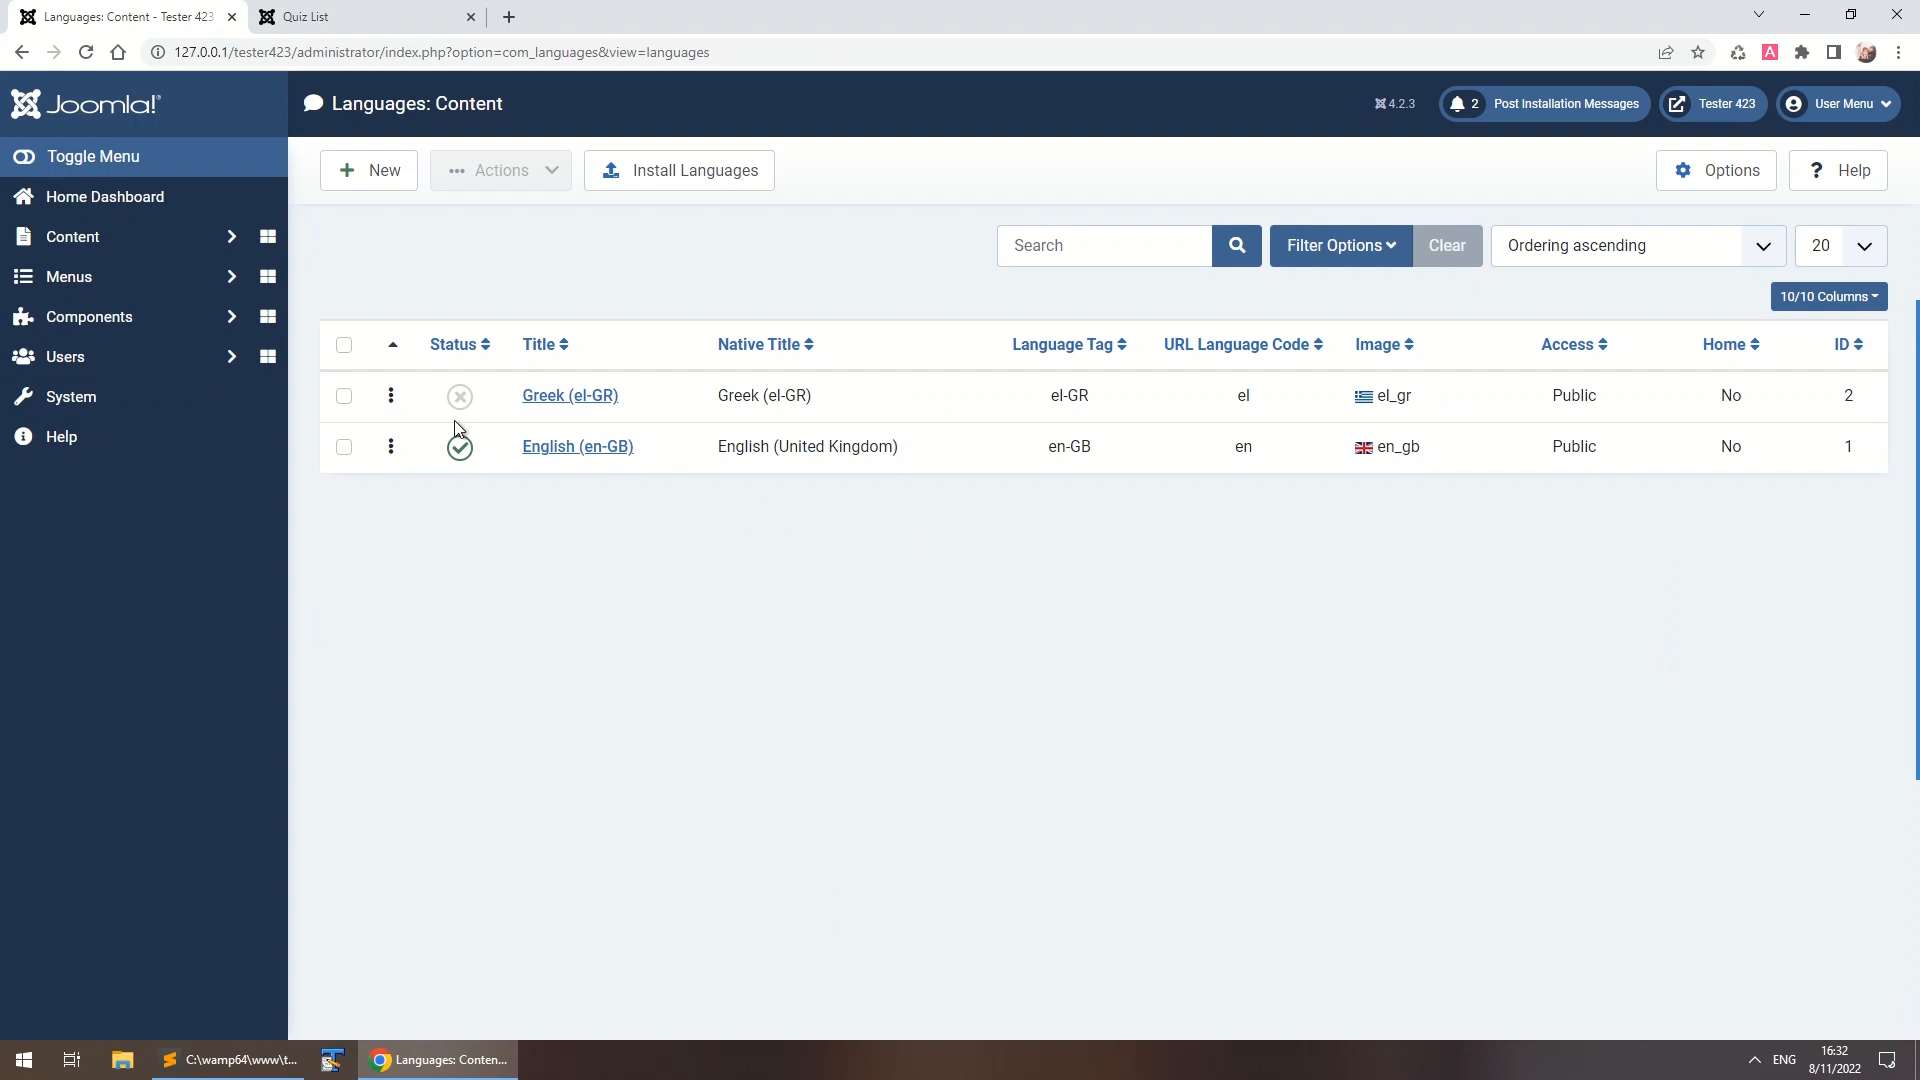 Languages: Content - Tester 423
Quiz List
127.0.0.1/tester423/administrator/index.php?option=com_languages&view=languages
A
Joomla!®
Languages: Content
4.2.3
2 Post Installation Messages
Tester 423
User Menu
Toggle Menu
Home Dashboard
Content
Menus
Components
Users
System
Help
New
Actions
Install Languages
Options
? Help
Search
Filter Options
Clear
Ordering ascending
20
10/10 Columns
Status Title Native Title Language Tag URL Language Code Image Access Home ID
Greek (el-GR) Greek (el-GR) el-GR el el_gr Public No 2
English (en-GB) English (United Kingdom) en-GB en en_gb Public No 1
C:\wamp64\www\t...
Languages: Conten...
ENG
16:32
8/11/2022